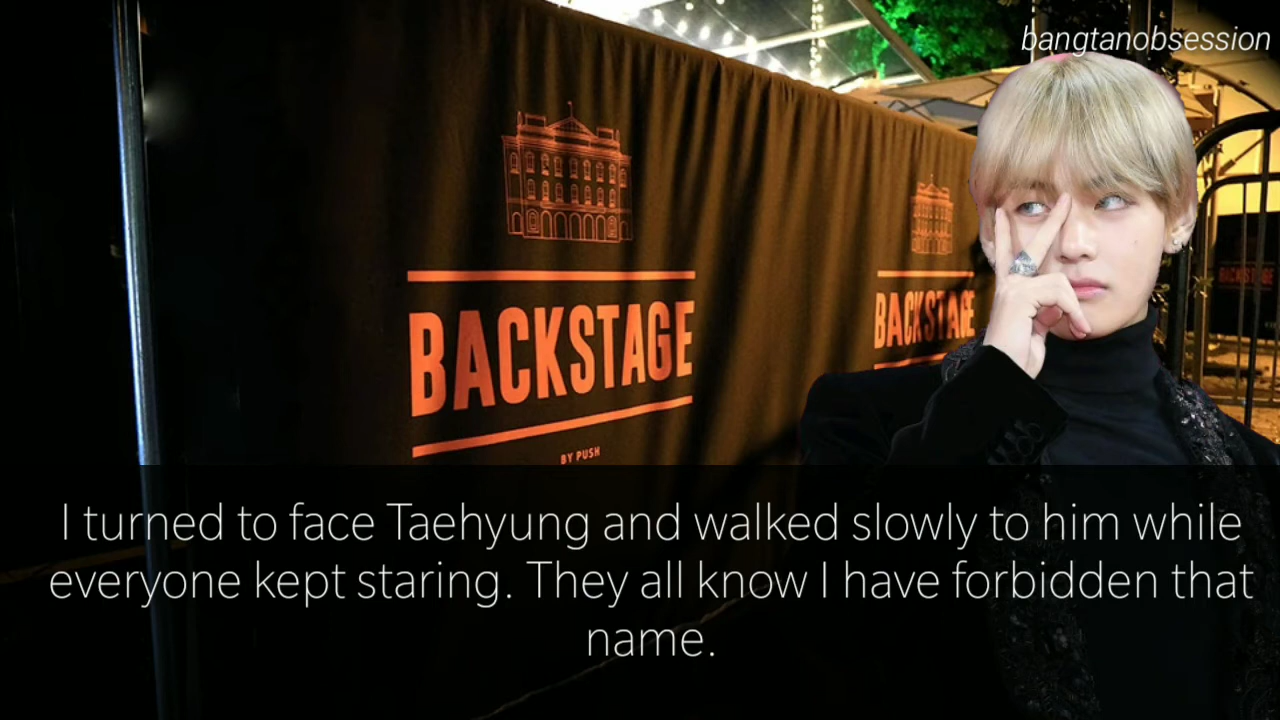 bangtanobsession
BACKSTAGE
BY PUSH
BACKSTAGE
I turned to face Taehyung and walked slowly to him while
everyone kept staring. They all know I have forbidden that
name.